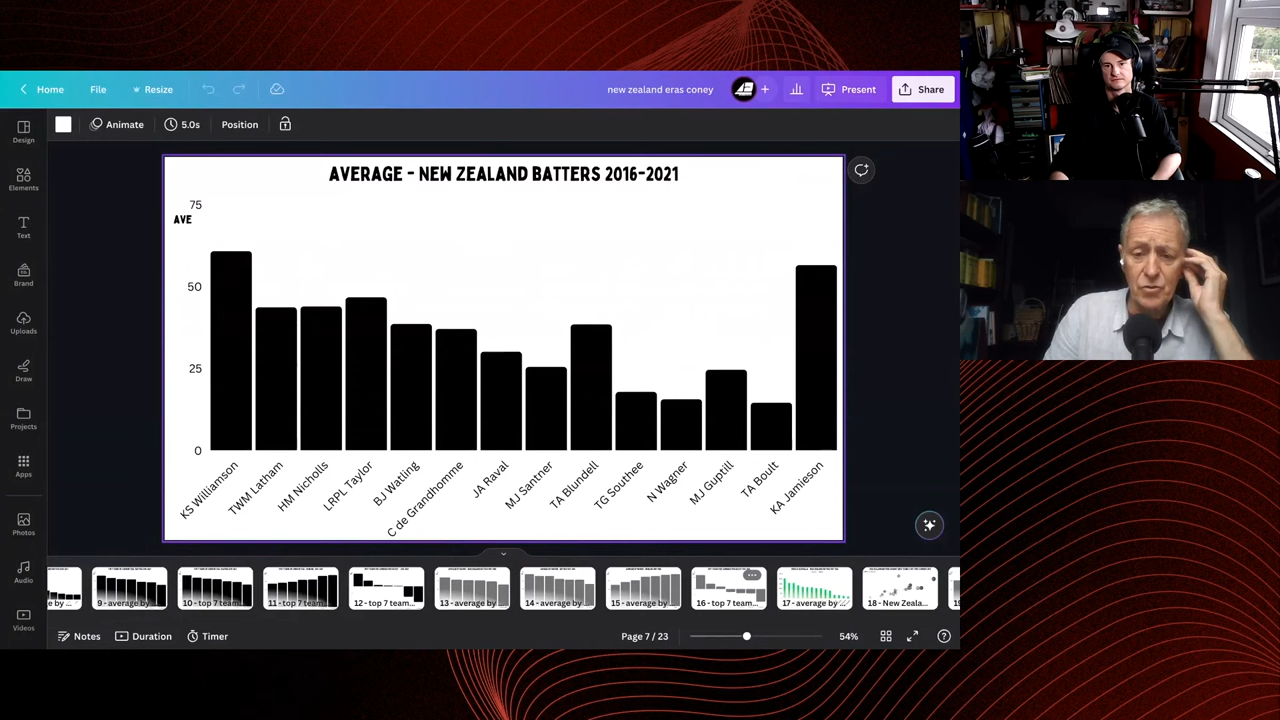 Home File Resize new zealand eras coney Present Share
Animate 5.0s Position
Design
Elements
Text
Brand
Uploads
Draw
Projects
Apps
Photos
Audio
Videos
AVERAGE - NEW ZEALAND BATTERS 2016-2021
75
AVE
50
25
0
KS Williamson
TWM Latham
HM Nicholls
LRPL Taylor
BJ Watling
C de Grandhomme
JA Raval
MJ Santner
TA Blundell
TG Southee
N Wagner
MJ Guptill
TA Boult
KA Jamieson
9 - average by ...
10 - top 7 team...
11 - top 7 team...
12 - top 7 team...
13 - average by ...
14 - average by ...
15 - average by ...
16 - top 7 team...
17 - average by ...
18 - New Zeala...
Notes Duration Timer Page 7 / 23 54%